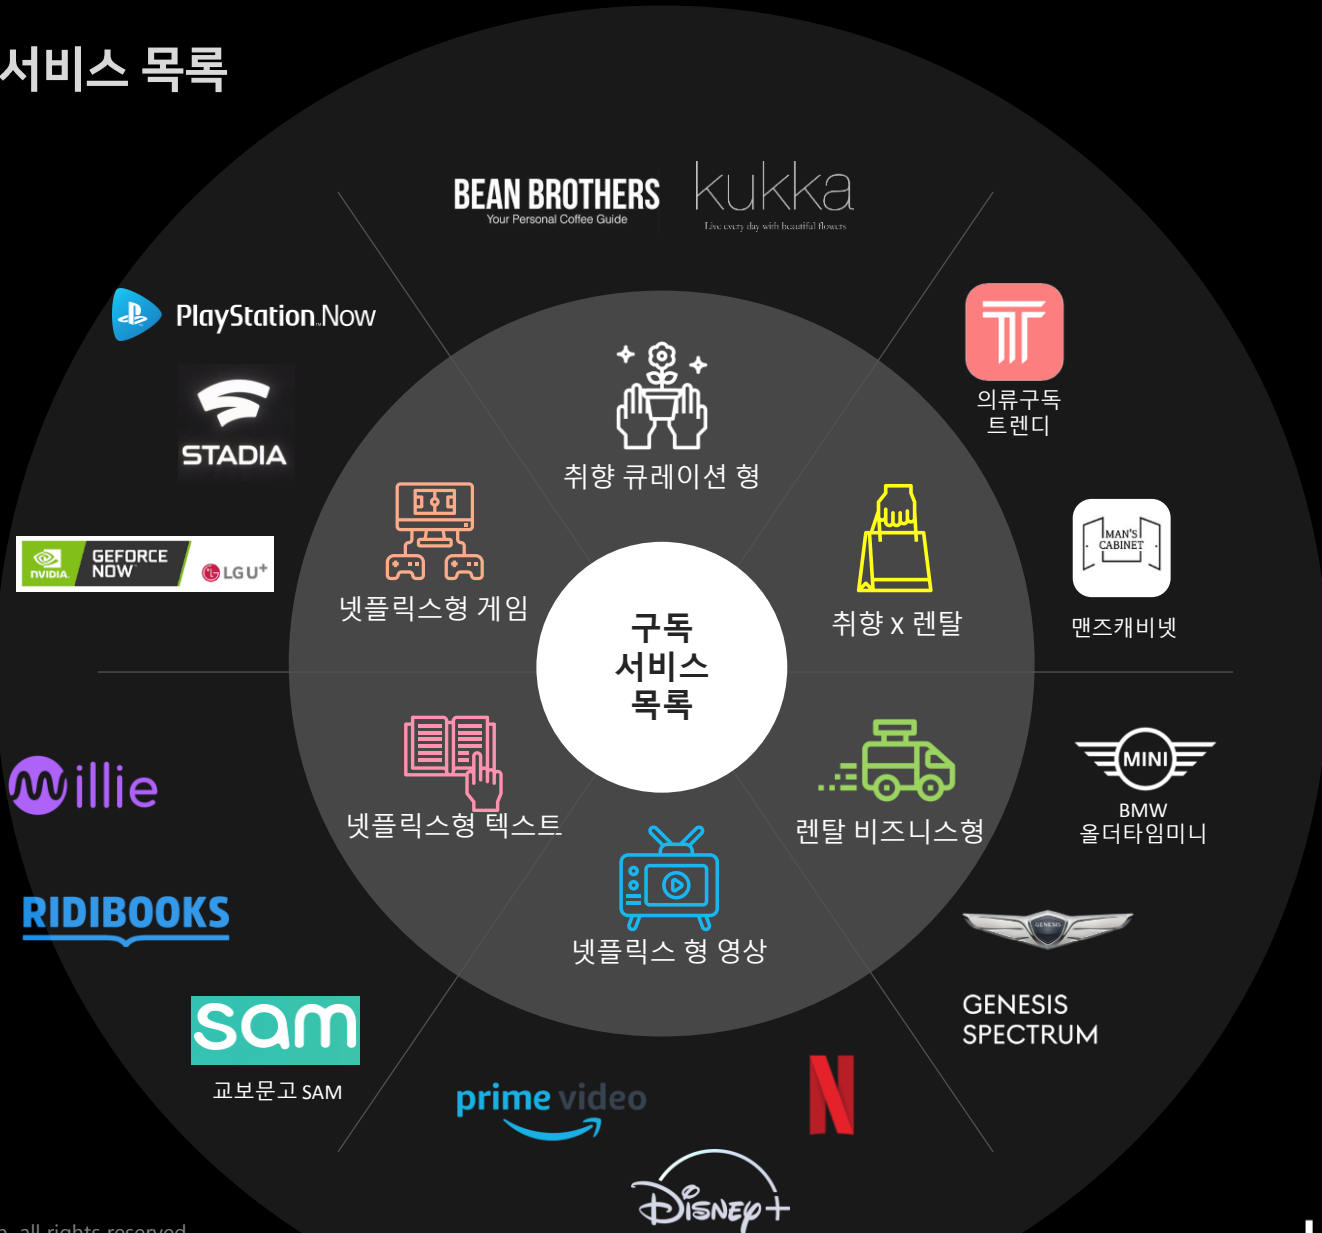 서비스 목록
BEAN BROTHERS
Your Personal Coffee Guide
kukka
Live every day with beautiful flowers
PlayStation.Now
STADIA
NVIDIA.
GEFORCE
NOW
LG U+
의류구독
트렌디
취향 큐레이션 형
MAN'S
CABINET
맨즈캐비넷
넷플릭스형 게임
취향 X 렌탈
구독
서비스
목록
millie
넷플릭스형 텍스트
렌탈 비즈니스형
MINI
BMW
올더타임미니
RIDIBOOKS
넷플릭스 형 영상
GENESIS
GENESIS
SPECTRUM
sam
교보문고 SAM
prime video
N
Disney+
all rights reserved